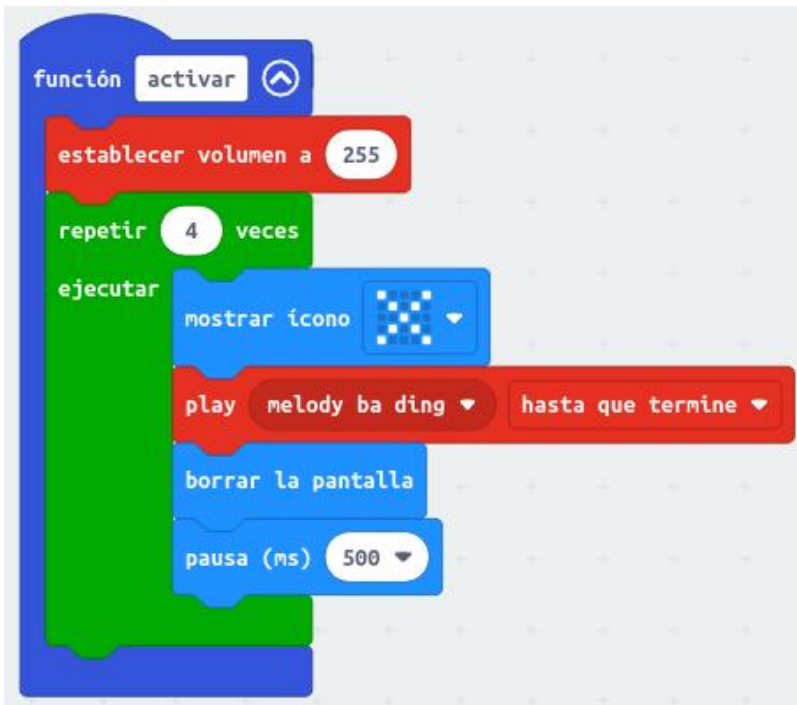 función activar
establecer volumen a 255
repetir 4 veces
ejecutar
mostrar ícono
play melody ba ding hasta que termine
borrar la pantalla
pausa (ms) 500